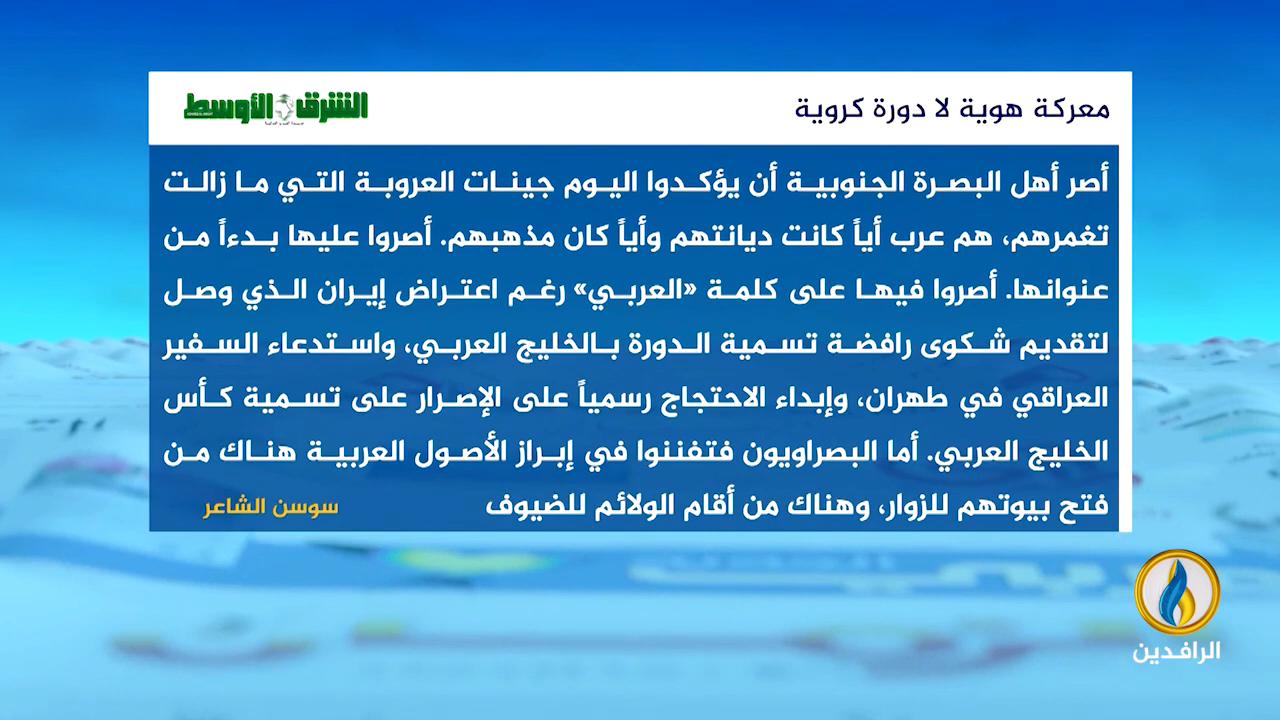 معركة هوية لا دورة كروية
الشرق الأوسط
أصر أهل البصرة الجنوبية أن يؤكدوا اليوم جينات العروبة التي ما زالت
تغمرهم، هم عرب أياً كانت ديانتهم وأياً كان مذهبهم. أصروا عليها بدءاً من
عنوانها. أصروا فيها على كلمة «العربي» رغم اعتراض إيران الذي وصل
لتقديم شكوى رافضة تسمية الدورة بالخليج العربي، واستدعاء السفير
العراقي في طهران، وإبداء الاحتجاج رسمياً على الإصرار على تسمية كأس
الخليج العربي. أما البصراويون فتفننوا في إبراز الأصول العربية هناك من
فتح بيوتهم للزوار، وهناك من أقام الولائم للضيوف
سوسن الشاعر
الرافدين